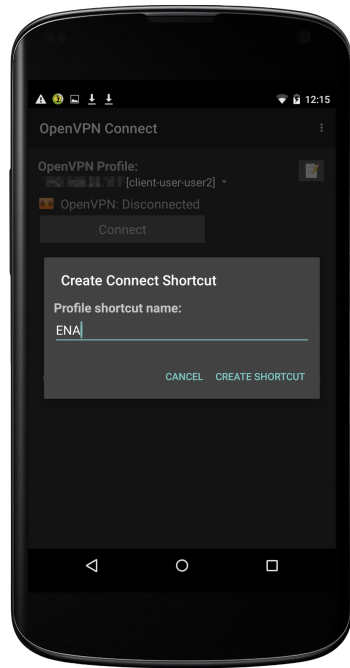 12:15
OpenVPN Connect
OpenVPN Profile:
[client-user-user2]
OpenVPN: Disconnected
Connect
Create Connect Shortcut
Profile shortcut name:
ENA
CANCEL CREATE SHORTCUT